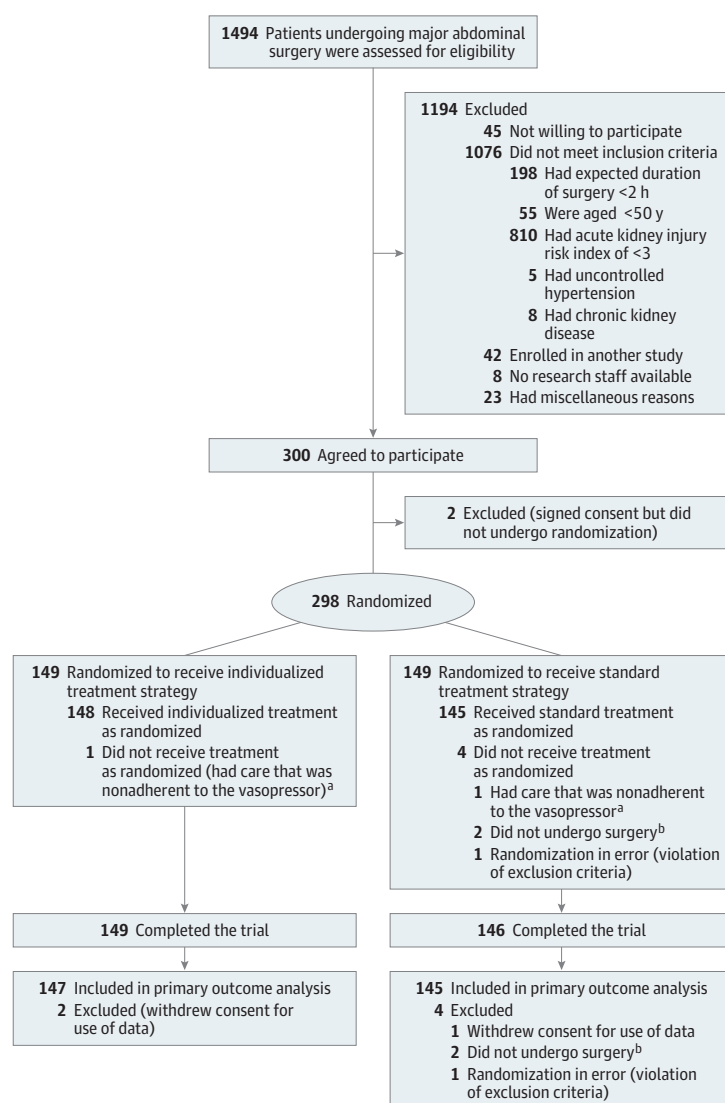 1494 Patients undergoing major abdominal
surgery were assessed for eligibility
1194 Excluded
45 Not willing to participate
1076 Did not meet inclusion criteria
198 Had expected duration
of surgery <2 h
55 Were aged <50 y
810 Had acute kidney injury
risk index of <3
5 Had uncontrolled
hypertension
8 Had chronic kidney
disease
42 Enrolled in another study
8 No research staff available
23 Had miscellaneous reasons
300 Agreed to participate
2 Excluded (signed consent but did
not undergo randomization)
298 Randomized
149 Randomized to receive individualized
treatment strategy
148 Received individualized treatment
as randomized
1 Did not receive treatment
as randomized (had care that was
nonadherent to the vasopressor)a
149 Randomized to receive standard
treatment strategy
145 Received standard treatment
as randomized
4 Did not receive treatment
as randomized
1 Had care that was nonadherent
to the vasopressora
2 Did not undergo surgeryb
1 Randomization in error (violation
of exclusion criteria)
149 Completed the trial
146 Completed the trial
147 Included in primary outcome analysis
2 Excluded (withdrew consent for
use of data)
145 Included in primary outcome analysis
4 Excluded
1 Withdrew consent for use of data
2 Did not undergo surgeryb
1 Randomization in error (violation
of exclusion criteria)